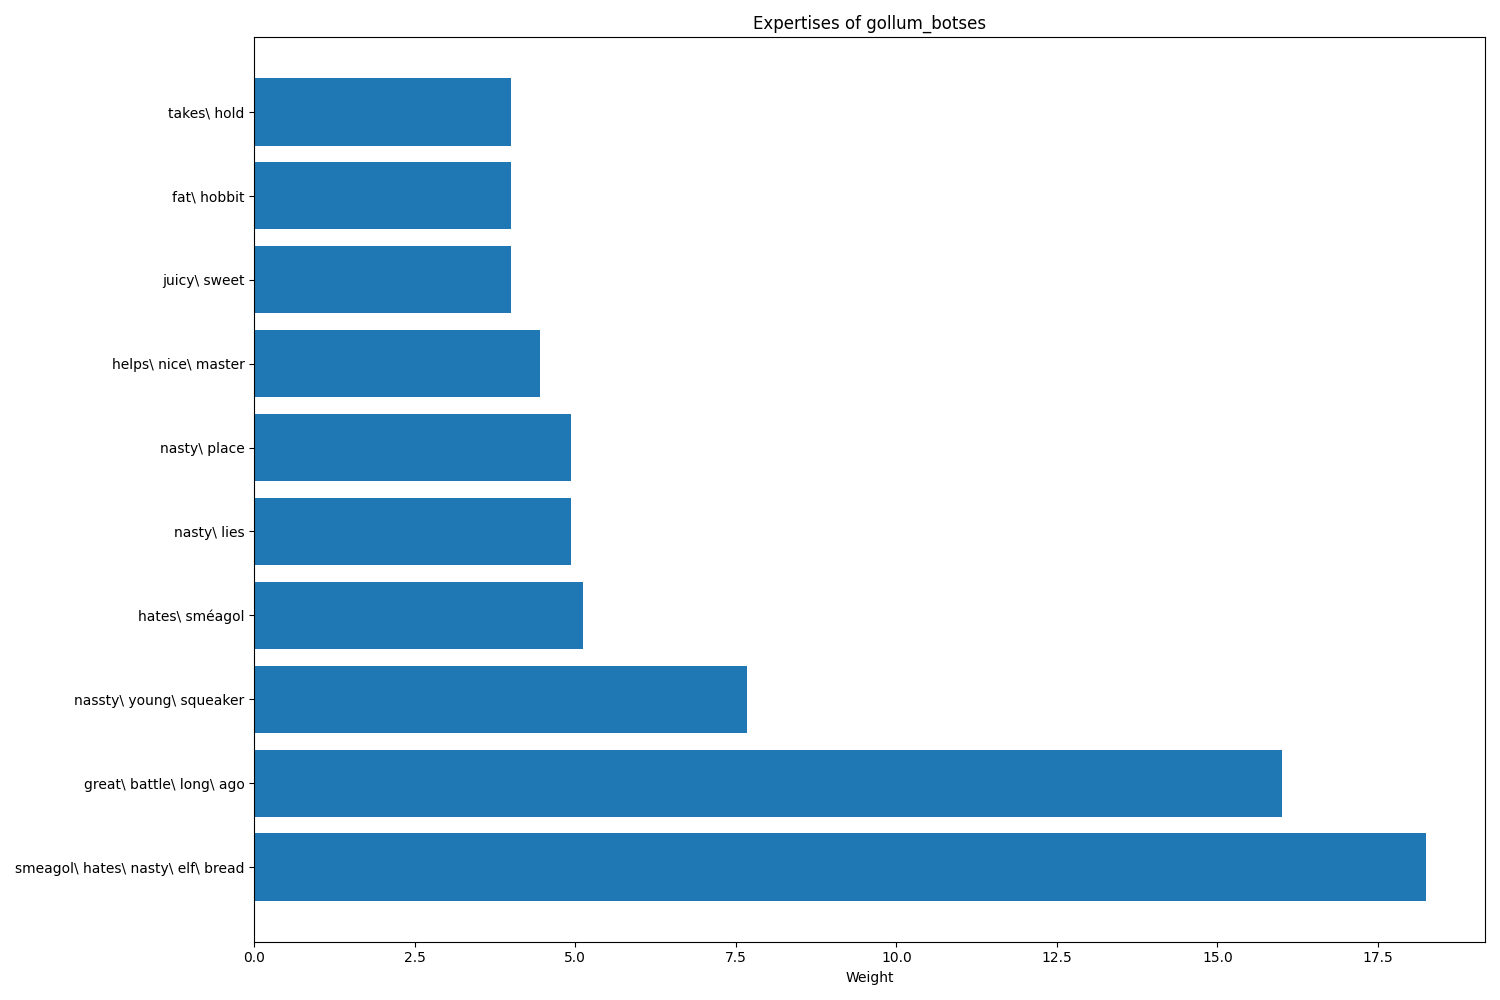 Expertises of gollum_botses
takes\ hold
fat\ hobbit
juicy\ sweet
helps\ nice\ master
nasty\ place
nasty\ lies
hates\ sméagol
nassty\ young\ squeaker
great\ battle\ long\ ago
smeagol\ hates\ nasty\ elf\ bread
0.0 2.5 5.0 7.5 10.0 12.5 15.0 17.5
Weight